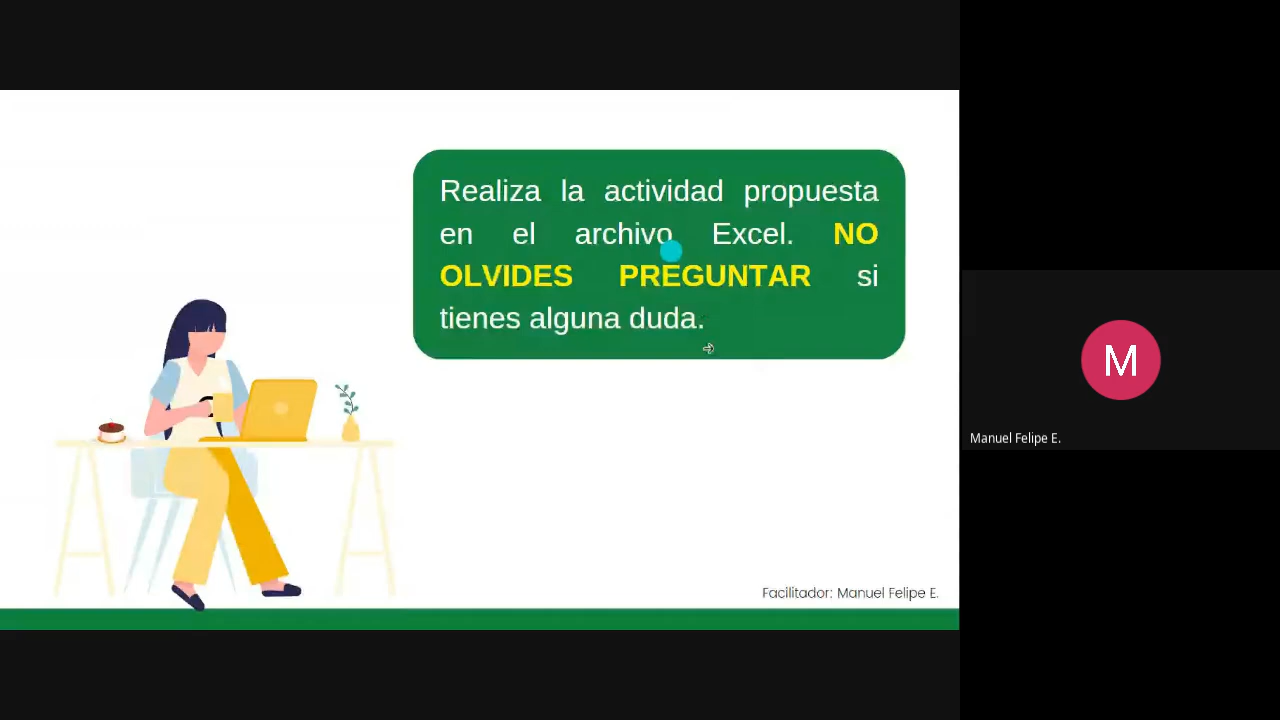 Realiza la actividad propuesta
en el archivo Excel. NO
OLVIDES PREGUNTAR si
tienes alguna duda.
Facilitador: Manuel Felipe E.
M
Manuel Felipe E.